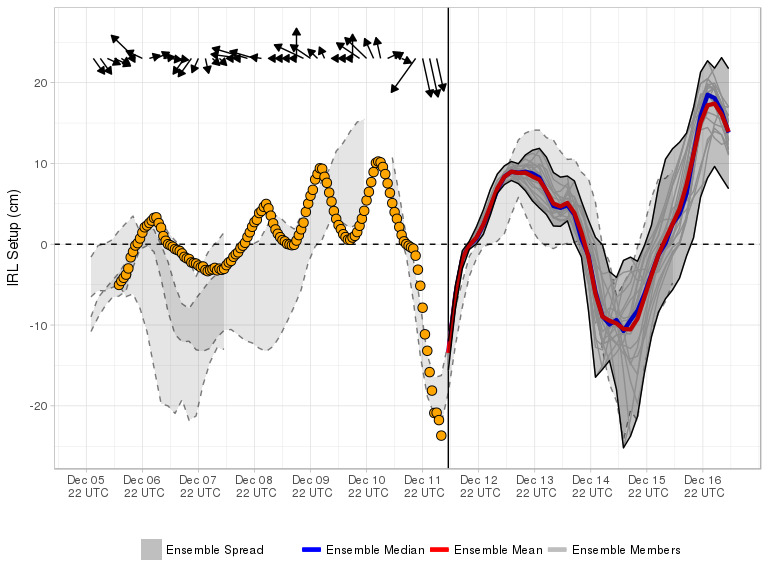 IRL Setup (cm)
20
10
0
-10
-20
Dec 05 Dec 06 Dec 07 Dec 08 Dec 09 Dec 10 Dec 11 Dec 12 Dec 13 Dec 14 Dec 15 Dec 16
22 UTC 22 UTC 22 UTC 22 UTC 22 UTC 22 UTC 22 UTC 22 UTC 22 UTC 22 UTC 22 UTC 22 UTC
Ensemble Spread Ensemble Median Ensemble Mean Ensemble Members